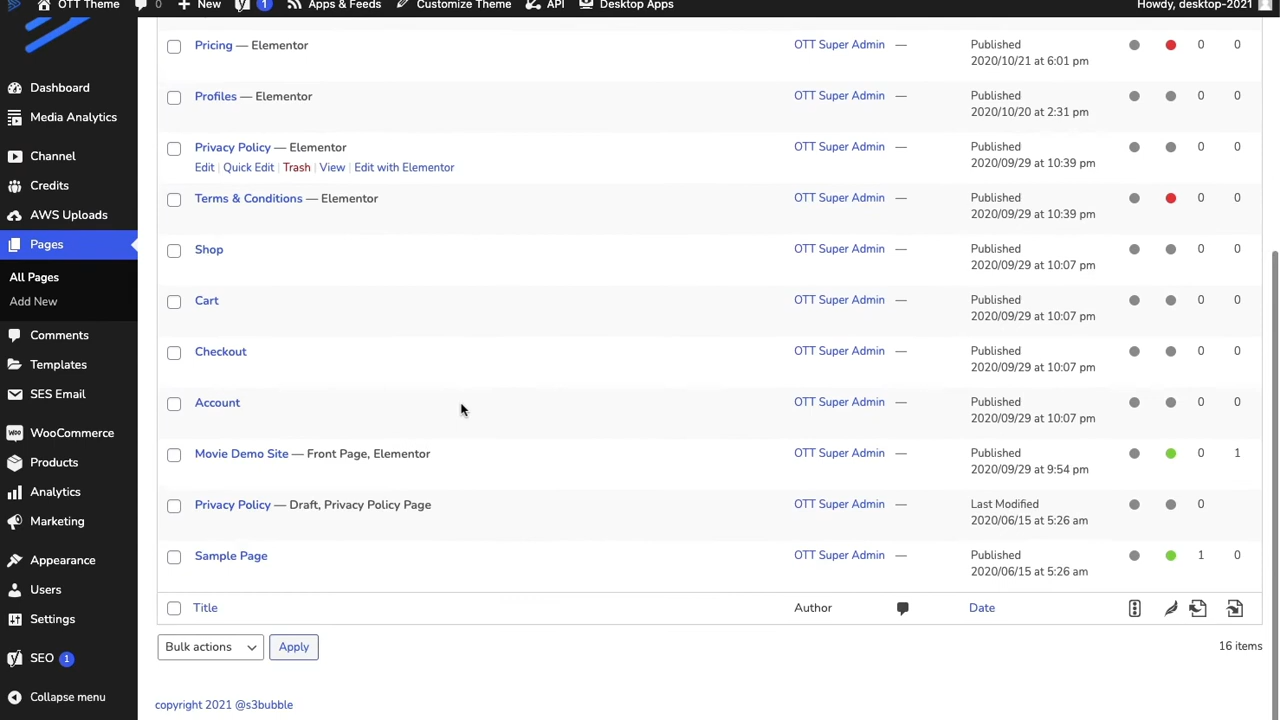 OTT Theme 0 New 1 Apps & Feeds Customize Theme API Desktop Apps Howdy, desktop-2021
Dashboard
Media Analytics
Channel
Credits
AWS Uploads
Pages
All Pages
Add New
Comments
Templates
SES Email
WooCommerce
Products
Analytics
Marketing
Appearance
Users
Settings
SEO 1
Collapse menu
Pricing — Elementor OTT Super Admin — Published 0 0
2020/10/21 at 6:01 pm
Profiles — Elementor OTT Super Admin — Published 0 0
2020/10/20 at 2:31 pm
Privacy Policy — Elementor OTT Super Admin — Published 0 0
Edit | Quick Edit | Trash | View | Edit with Elementor 2020/09/29 at 10:39 pm
Terms & Conditions — Elementor OTT Super Admin — Published 0 0
2020/09/29 at 10:39 pm
Shop OTT Super Admin — Published 0 0
2020/09/29 at 10:07 pm
Cart OTT Super Admin — Published 0 0
2020/09/29 at 10:07 pm
Checkout OTT Super Admin — Published 0 0
2020/09/29 at 10:07 pm
Account OTT Super Admin — Published 0 0
2020/09/29 at 10:07 pm
Movie Demo Site — Front Page, Elementor OTT Super Admin — Published 0 1
2020/09/29 at 9:54 pm
Privacy Policy — Draft, Privacy Policy Page OTT Super Admin — Last Modified 0
2020/06/15 at 5:26 am
Sample Page OTT Super Admin — Published 1 0
2020/06/15 at 5:26 am
Title Author Date
Bulk actions Apply 16 items
copyright 2021 @s3bubble